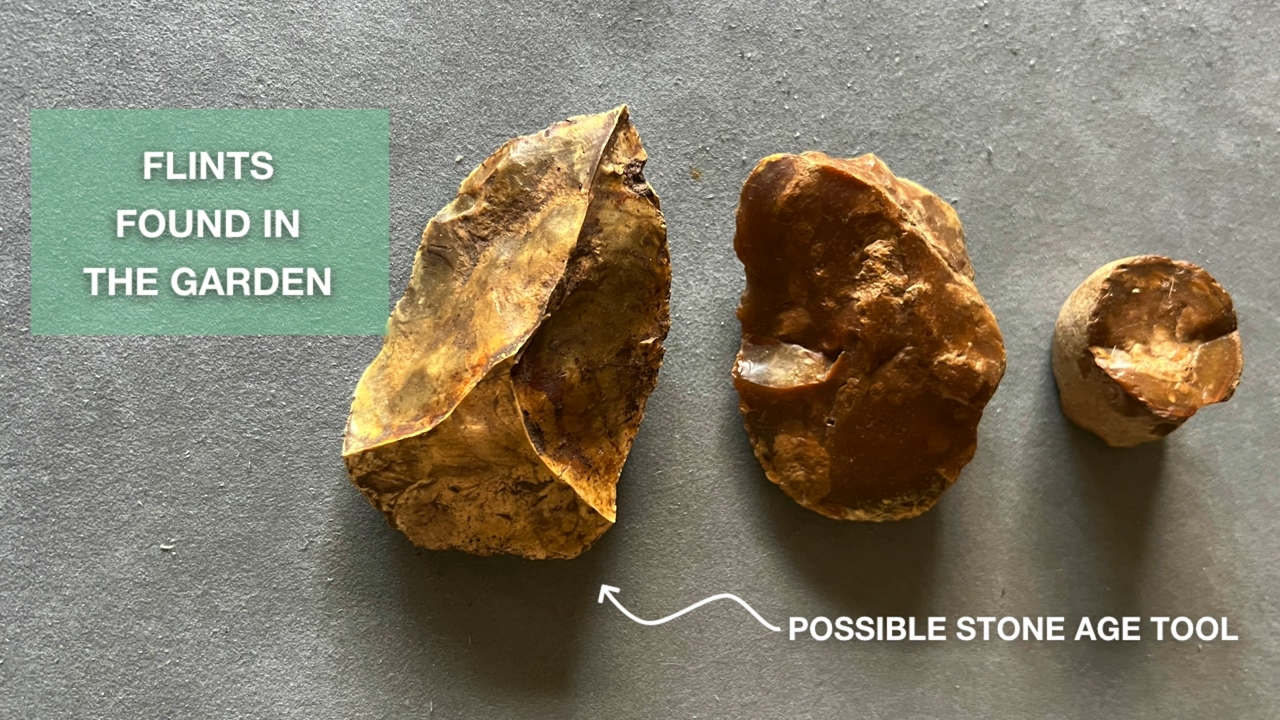 FLINTS
FOUND IN
THE GARDEN
POSSIBLE STONE AGE TOOL